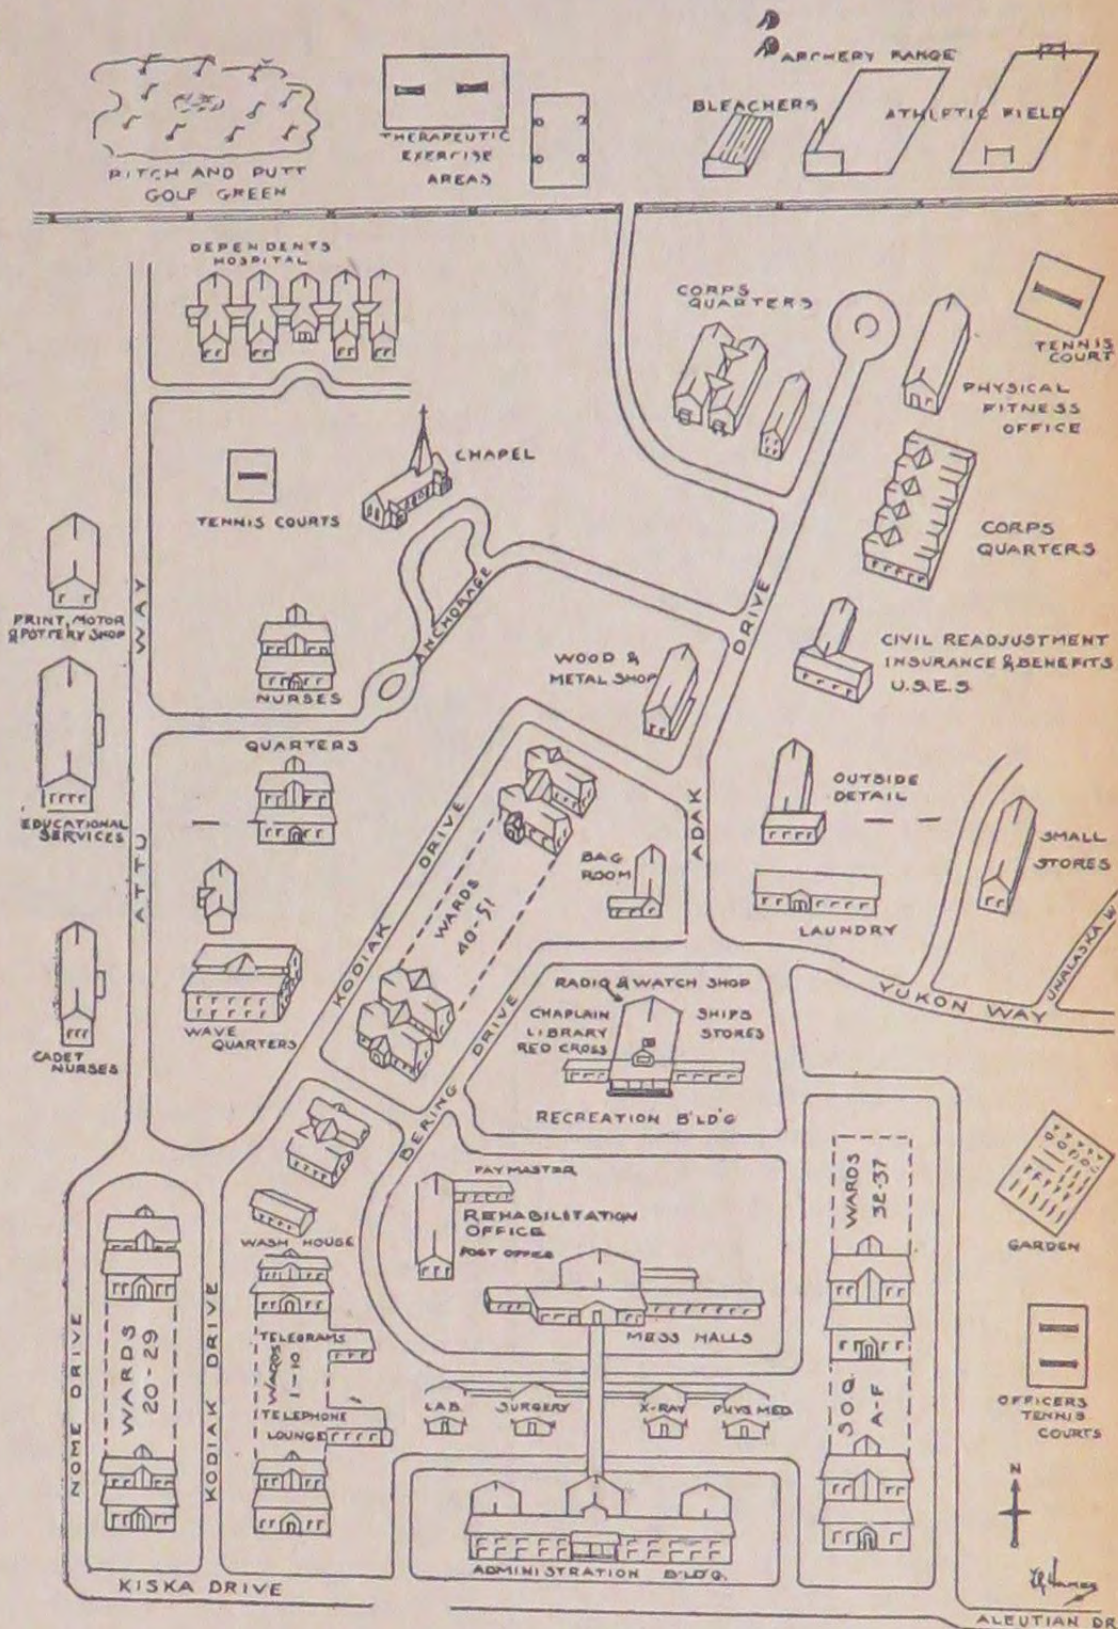 ARCHERY RANGE
BLEACHERS
ATHLETIC FIELD
THERAPEUTIC
EXERCISE
AREAS
PITCH AND PUTT
GOLF GREEN
DEPENDENTS
HOSPITAL
CORPS
QUARTERS
TENNIS
COURT
PHYSICAL
FITNESS
OFFICE
CHAPEL
TENNIS COURTS
CORPS
QUARTERS
PRINT, MOTOR
& POTTERY SHOP
ATTU WAY
ANCHORAGE
ADAK DRIVE
NURSES
QUARTERS
WOOD &
METAL SHOP
CIVIL READJUSTMENT
INSURANCE & BENEFITS
U.S.E.S
OUTSIDE
DETAIL
EDUCATIONAL
SERVICES
KODIAK DRIVE
WARDS
40-51
BAG
ROOM
SMALL
STORES
LAUNDRY
UNALASKA
YUKON WAY
WAVE
QUARTERS
CADET
NURSES
BERING DRIVE
RADIO & WATCH SHOP
CHAPLAIN
LIBRARY
RED CROSS
SHIPS
STORES
RECREATION B'LD'G
PAYMASTER
REHABILITATION
OFFICE
POST OFFICE
WASH HOUSE
MESS HALLS
WARDS
32-37
GARDEN
NOME DRIVE
WARDS
20-29
KODIAK DRIVE
TELEGRAMS
WARDS
1-10
TELEPHONE
LOUNGE
LAB
SURGERY
X-RAY
PHYS MED
S.O.Q.
A-F
OFFICERS
TENNIS
COURTS
N
ADMINISTRATION B'LD'G.
KISKA DRIVE
ALEUTIAN DR